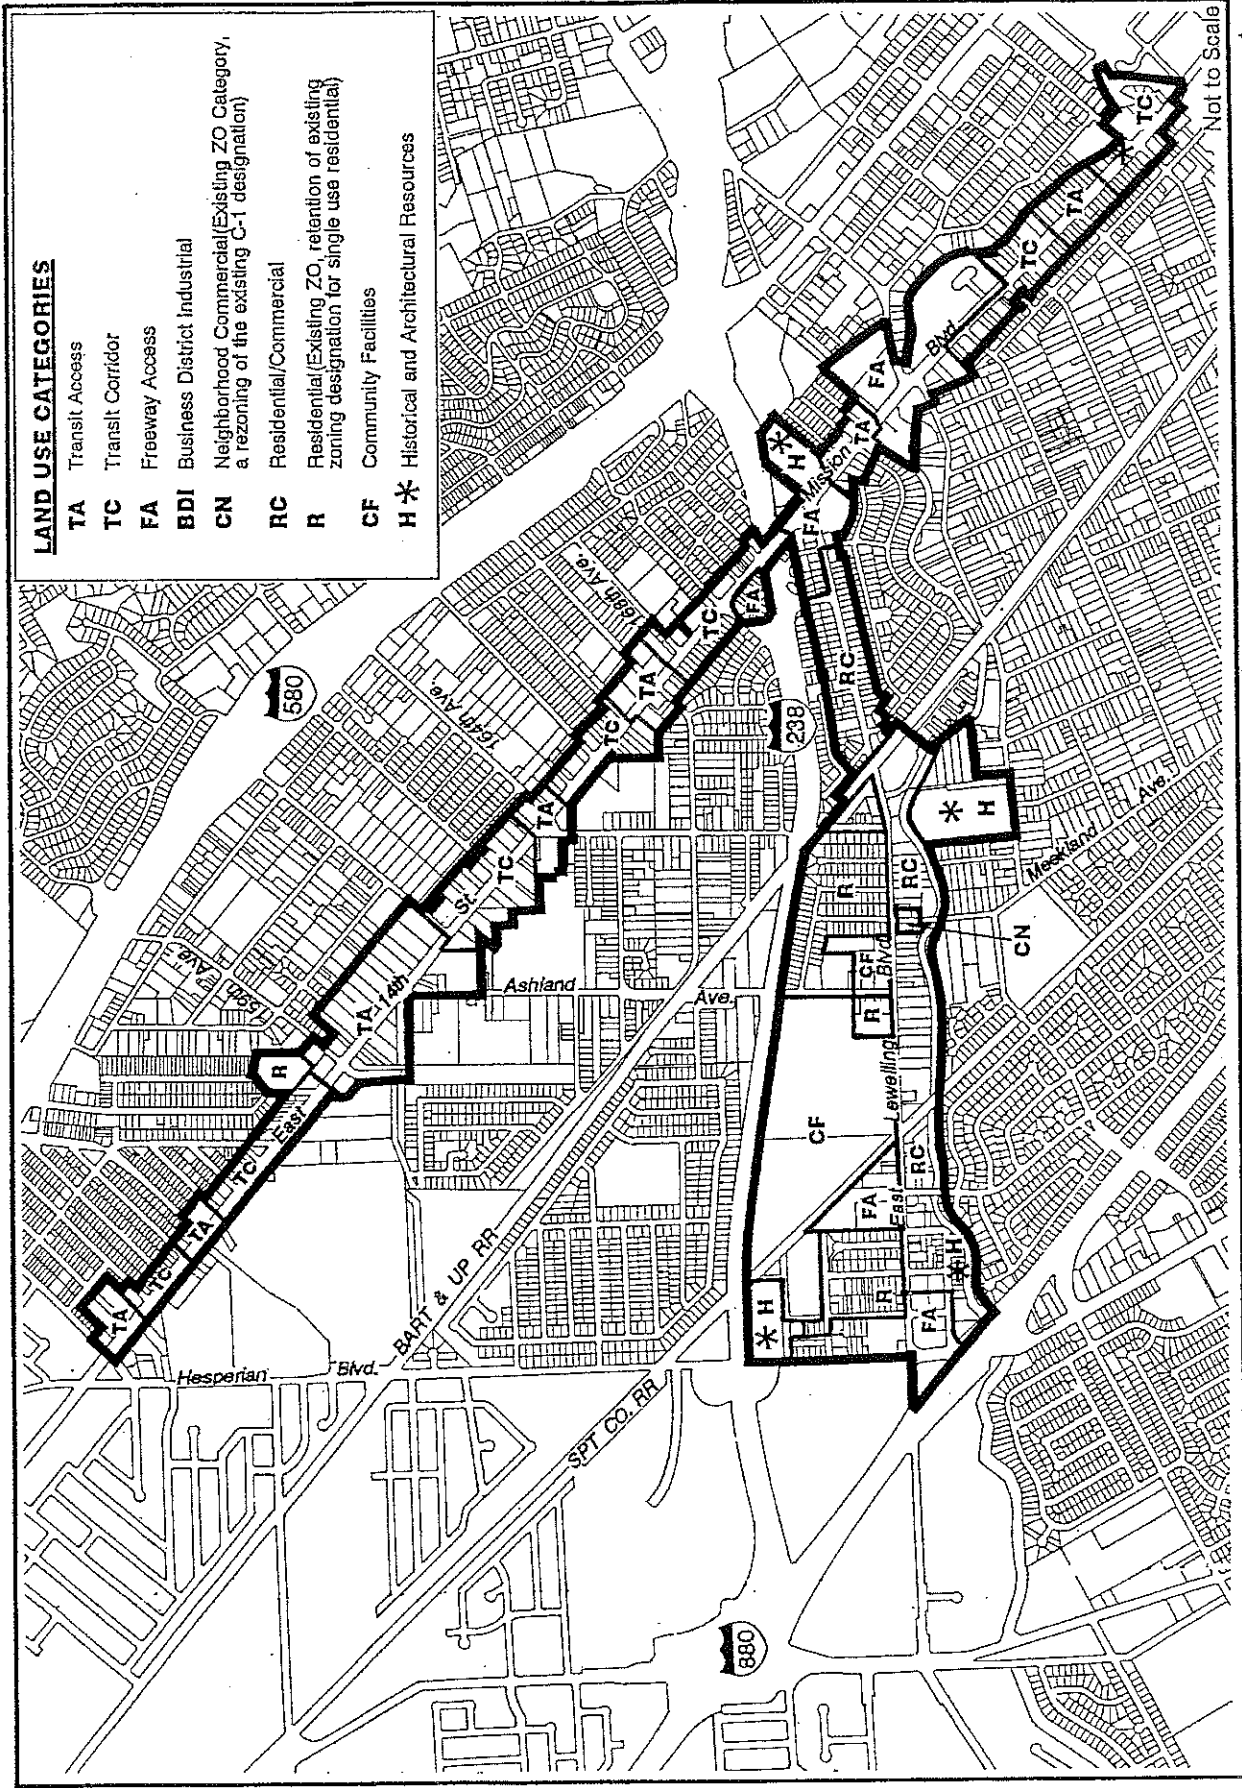 LAND USE CATEGORIES
TA Transit Access
TC Transit Corridor
FA Freeway Access
BDI Business District Industrial
CN Neighborhood Commercial(Existing ZO Category,
a rezoning of the existing C-1 designation)
RC Residential/Commercial
R Residential(Existing ZO, retention of existing
zoning designation for single use residential)
CF Community Facilities
H * Historical and Architectural Resources
580
238
880
159th Ave.
164th Ave.
168th Ave.
TA
TC
TA
TC
East
R
TA
14th
St.
TC
TA
TC
TA
TC
FA
FA
Mission
H *
TA
FA
Blvd.
TC
TA
*
TC
Hesperian
Blvd.
BART & UP RR
SPT CO. RR
Ashland
Ave.
RC
R
CF
R
Blvd.
Lewelling
East
CF
RC
CN
* H
Meekland
Ave.
RC
FA
R
* H
FA
* H
Not to Scale